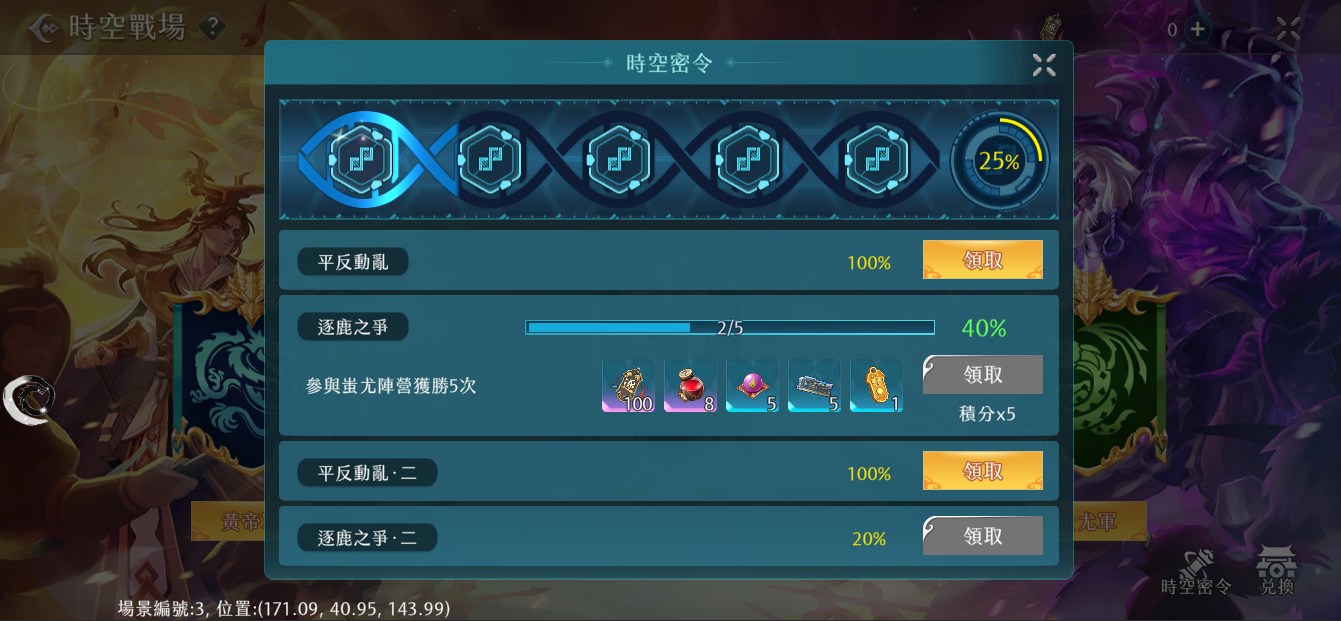 時空戰場 ?
0 +
時空密令
25%
平反動亂
100%
領取
逐鹿之爭
2/5
40%
參與蚩尤陣營獲勝5次
100
8
5
5
1
領取
積分x5
平反動亂·二
100%
領取
逐鹿之爭·二
20%
領取
黃帝
尤軍
時空密令
兌換
場景編號:3, 位置:(171.09, 40.95, 143.99)